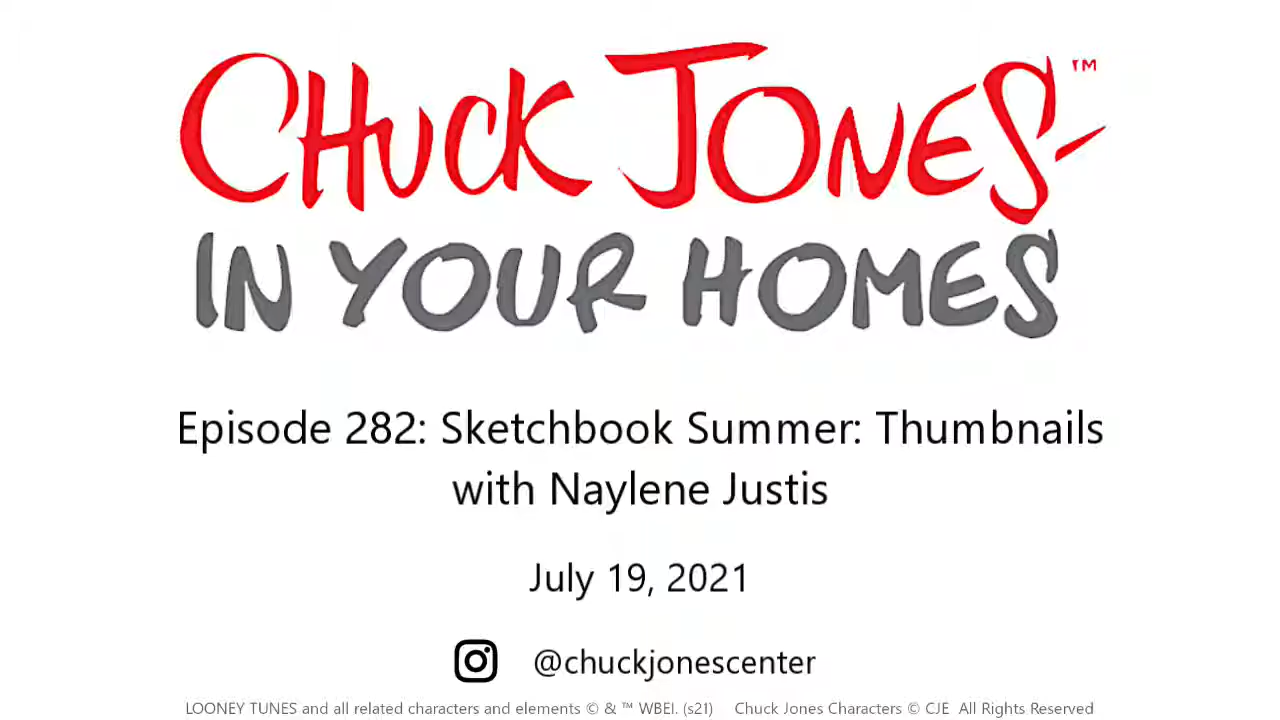 CHUCK JONES™
IN YOUR HOMES
Episode 282: Sketchbook Summer: Thumbnails
with Naylene Justis
July 19, 2021
@chuckjonescenter
LOONEY TUNES and all related characters and elements © & ™ WBEI. (s21) Chuck Jones Characters © CJE All Rights Reserved